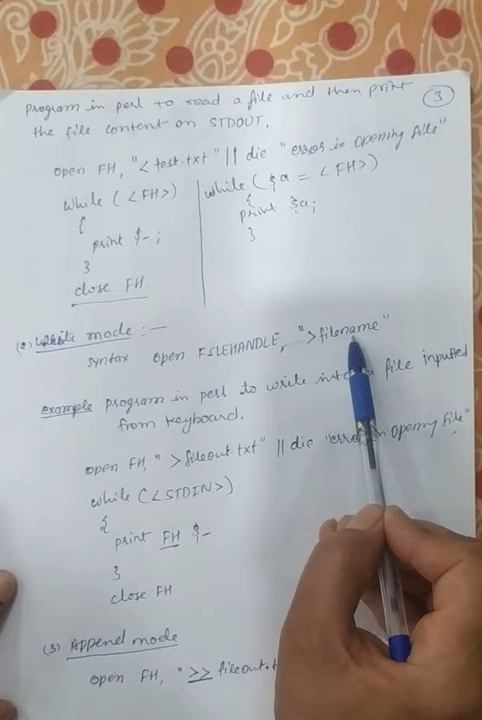 Program in perl to read a file and then print
the file content on STDOUT.
3
open FH, "<test.txt" || die "error in opening file"
while (<FH>)
{
print $_;
}
close FH.
while ($a = <FH>)
{
print $a;
}
(2) Write mode :—
Syntax open FILEHANDLE, ">filename"
example Program in perl to write into file inputted
from keyboard.
open FH, ">fileout.txt" || die "error in opening file"
while (<STDIN>)
{
print FH $_
}
close FH
(3) Append mode
open FH, ">> fileout.t